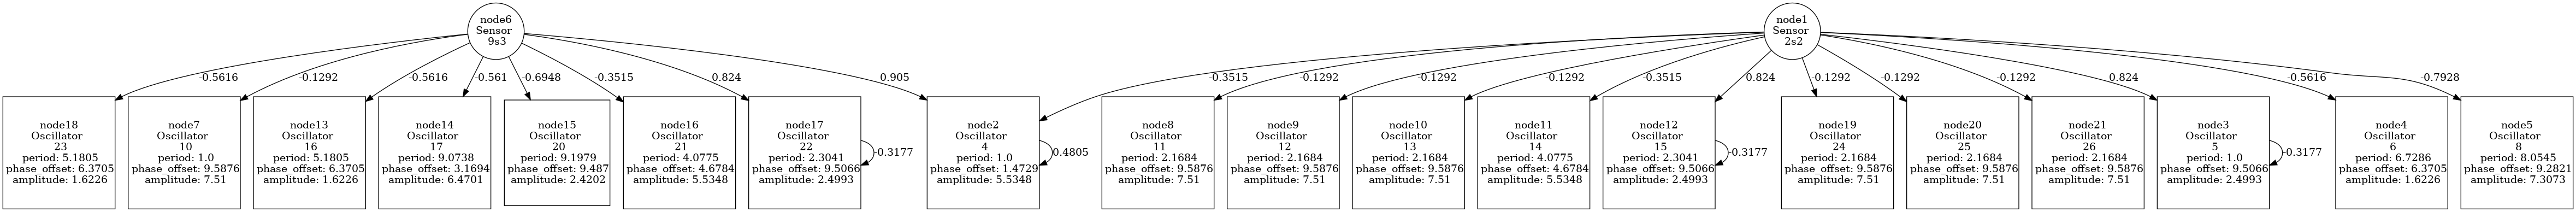 node6
Sensor
9s3
node1
Sensor
2s2
-0.5616
-0.1292
-0.5616
-0.561
-0.6948
-0.3515
0.824
0.905
-0.3515
-0.1292
-0.1292
-0.1292
-0.3515
0.824
-0.1292
-0.1292
-0.1292
0.824
-0.5616
-0.7928
node18
Oscillator
23
period: 5.1805
phase_offset: 6.3705
amplitude: 1.6226
node7
Oscillator
10
period: 1.0
phase_offset: 9.5876
amplitude: 7.51
node13
Oscillator
16
period: 5.1805
phase_offset: 6.3705
amplitude: 1.6226
node14
Oscillator
17
period: 9.0738
phase_offset: 3.1694
amplitude: 6.4701
node15
Oscillator
20
period: 9.1979
phase_offset: 9.487
amplitude: 2.4202
node16
Oscillator
21
period: 4.0775
phase_offset: 4.6784
amplitude: 5.5348
node17
Oscillator
22
period: 2.3041
phase_offset: 9.5066
amplitude: 2.4993
-0.3177
node2
Oscillator
4
period: 1.0
phase_offset: 1.4729
amplitude: 5.5348
0.4805
node8
Oscillator
11
period: 2.1684
phase_offset: 9.5876
amplitude: 7.51
node9
Oscillator
12
period: 2.1684
phase_offset: 9.5876
amplitude: 7.51
node10
Oscillator
13
period: 2.1684
phase_offset: 9.5876
amplitude: 7.51
node11
Oscillator
14
period: 4.0775
phase_offset: 4.6784
amplitude: 5.5348
node12
Oscillator
15
period: 2.3041
phase_offset: 9.5066
amplitude: 2.4993
-0.3177
node19
Oscillator
24
period: 2.1684
phase_offset: 9.5876
amplitude: 7.51
node20
Oscillator
25
period: 2.1684
phase_offset: 9.5876
amplitude: 7.51
node21
Oscillator
26
period: 2.1684
phase_offset: 9.5876
amplitude: 7.51
node3
Oscillator
5
period: 1.0
phase_offset: 9.5066
amplitude: 2.4993
-0.3177
node4
Oscillator
6
period: 6.7286
phase_offset: 6.3705
amplitude: 1.6226
node5
Oscillator
8
period: 8.0545
phase_offset: 9.2821
amplitude: 7.3073